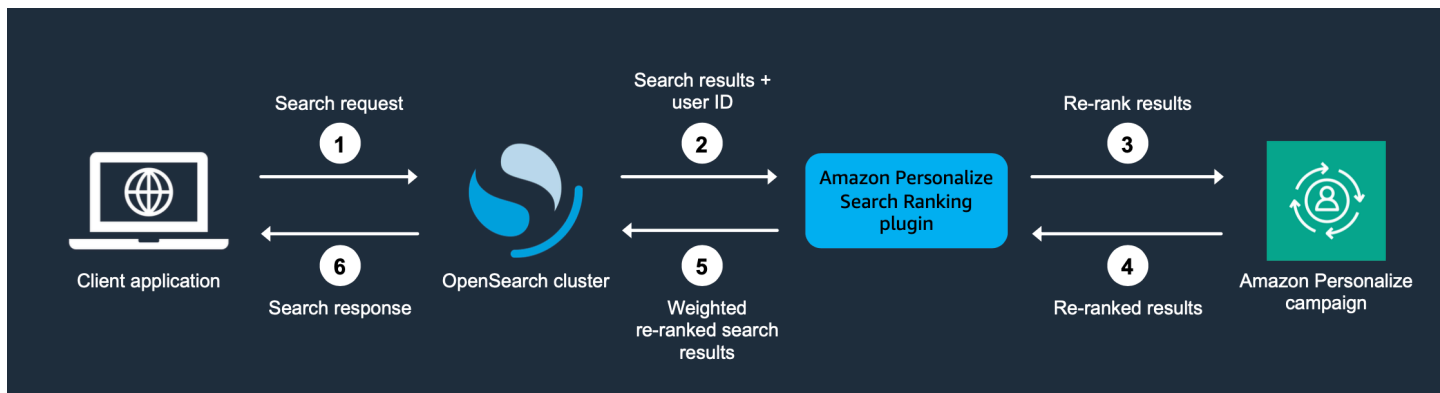 Search request
1
Search results +
user ID
2
Re-rank results
3
Amazon Personalize
Search Ranking
plugin
Client application
6
Search response
OpenSearch cluster
5
Weighted
re-ranked search
results
4
Re-ranked results
Amazon Personalize
campaign